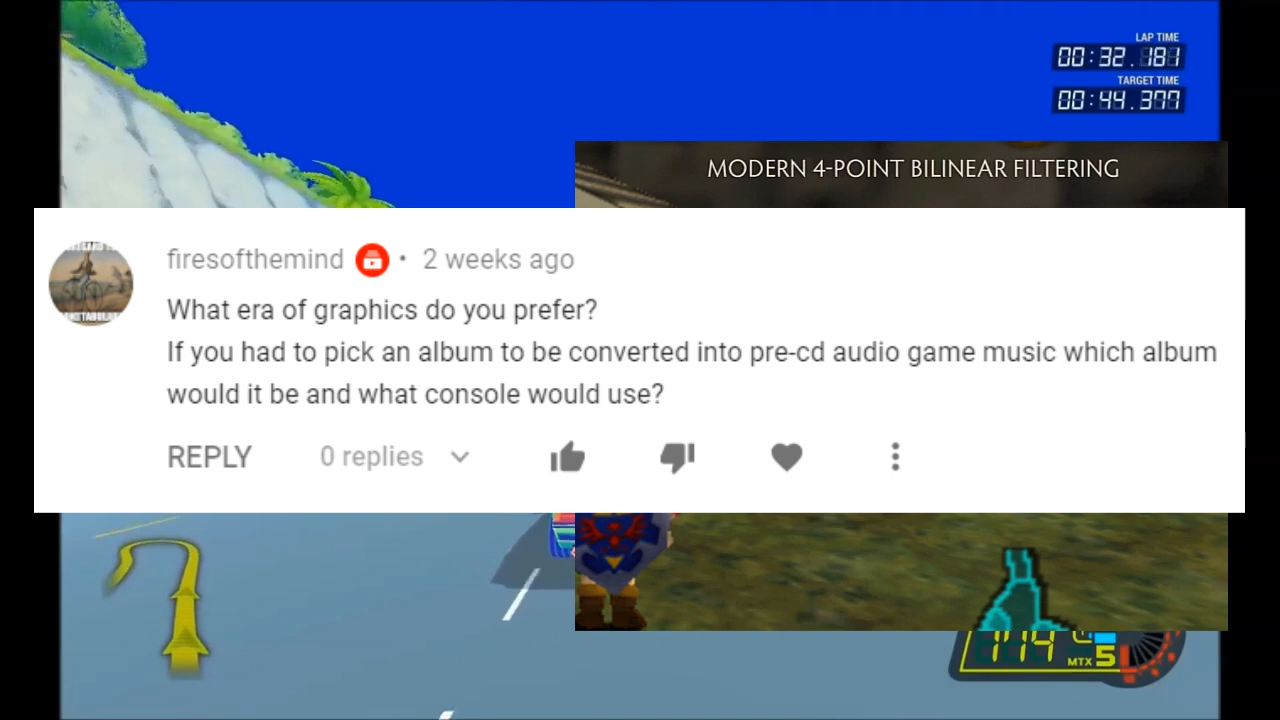 LAP TIME
00:32.181
TARGET TIME
00:44.377
MODERN 4-POINT BILINEAR FILTERING
firesofthemind • 2 weeks ago
What era of graphics do you prefer?
If you had to pick an album to be converted into pre-cd audio game music which album
would it be and what console would use?
REPLY 0 replies
MTX 5